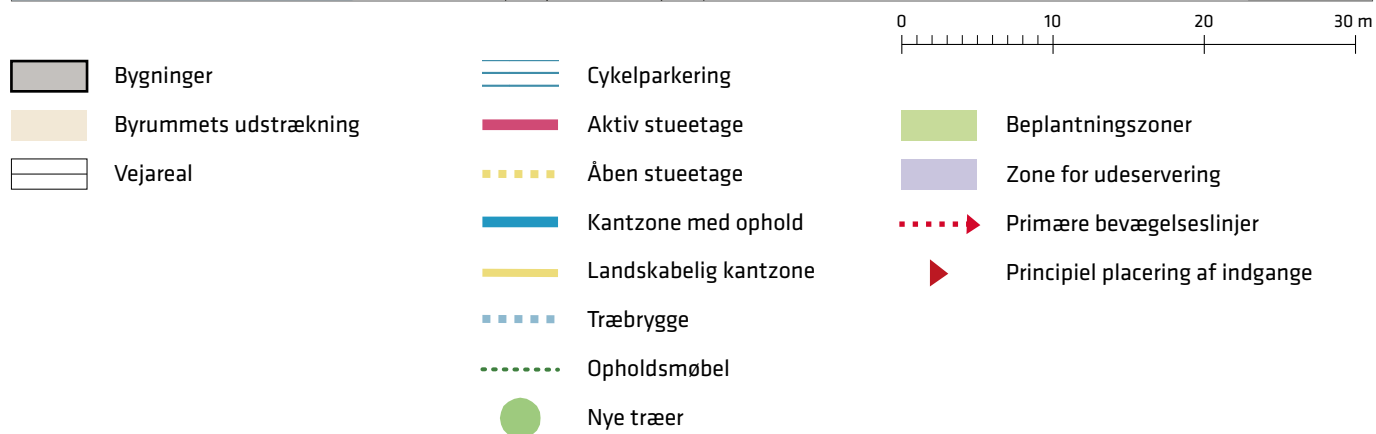 0 10 20 30 m
Bygninger
Byrummets udstrækning
Vejareal
Cykelparkering
Aktiv stueetage
Åben stueetage
Kantzone med ophold
Landskabelig kantzone
Træbrygge
Opholdsmøbel
Nye træer
Beplantningszoner
Zone for udeservering
Primære bevægelseslinjer
Principiel placering af indgange